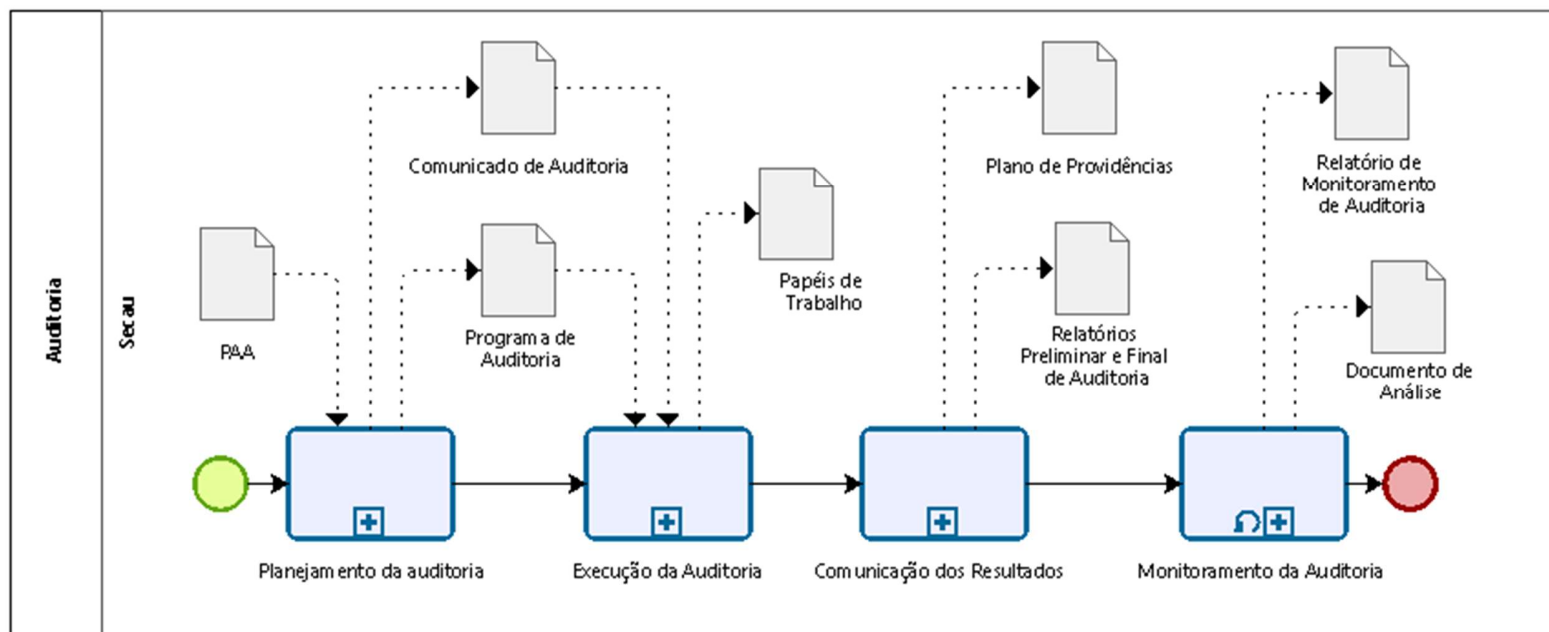 Auditoria
Secau
PAA
Comunicado de Auditoria
Programa de
Auditoria
Papéis de
Trabalho
Plano de Providências
Relatórios
Preliminar e Final
de Auditoria
Relatório de
Monitoramento
de Auditoria
Documento de
Análise
Planejamento da auditoria
Execução da Auditoria
Comunicação dos Resultados
Monitoramento da Auditoria